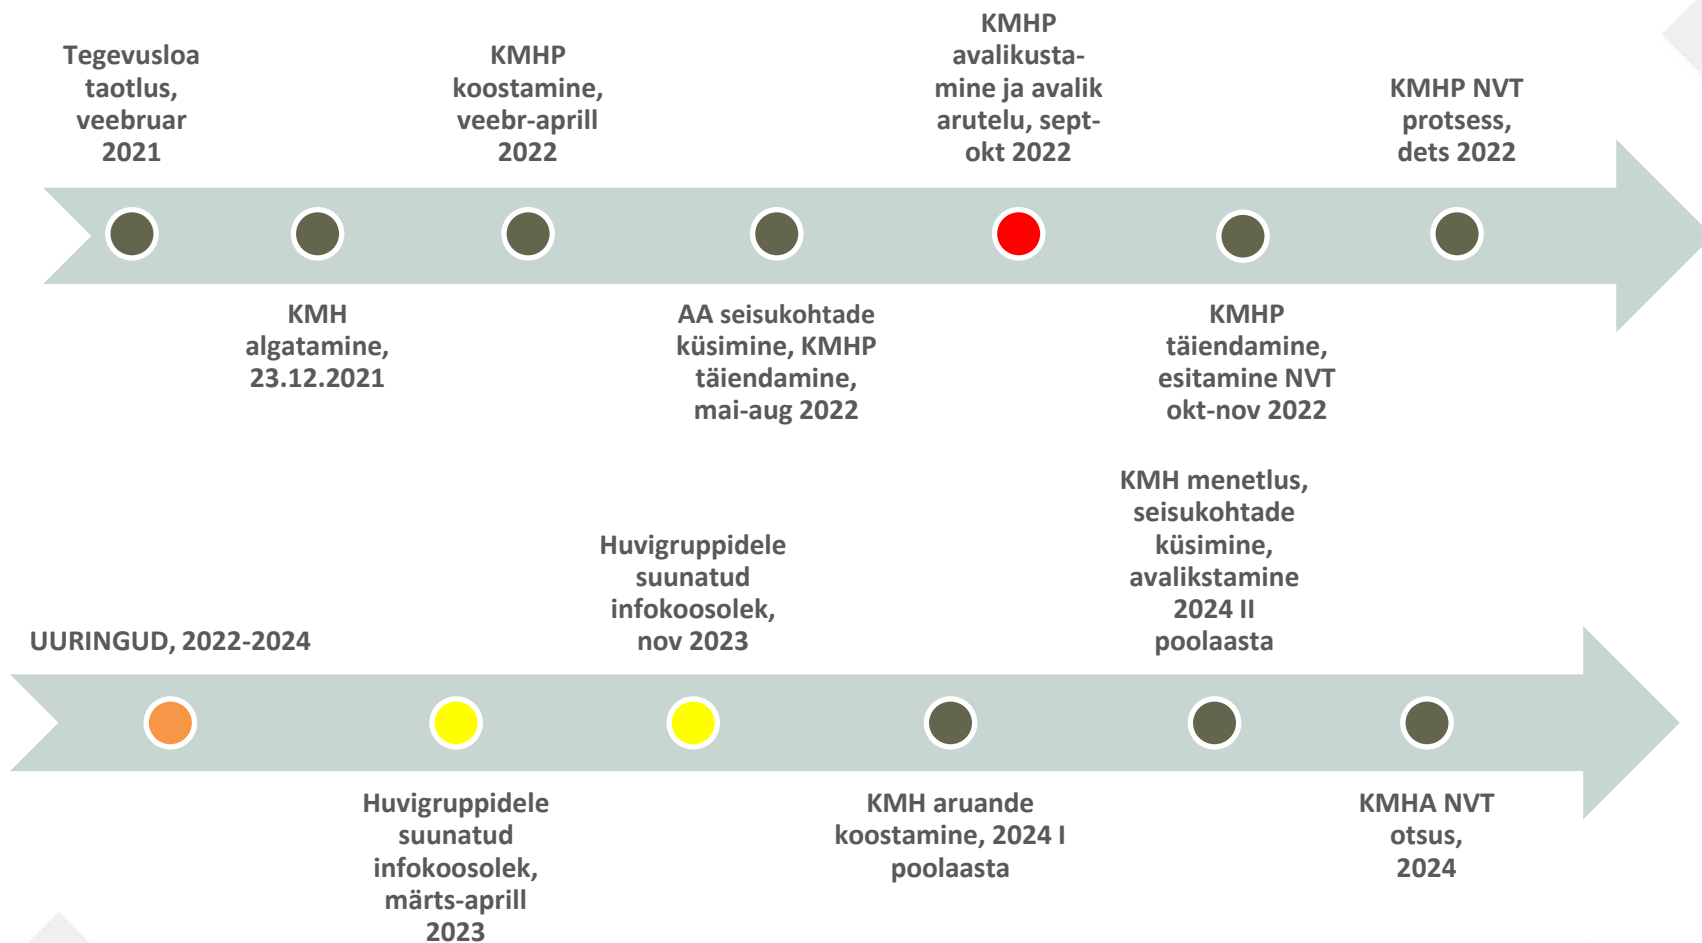 Tegevusloa
taotlus,
veebruar
2021
KMH
algatamine,
23.12.2021
KMHP
koostamine,
veebr-aprill
2022
AA seisukohtade
küsimine, KMHP
täiendamine,
mai-aug 2022
KMHP
avalikusta-
mine ja avalik
arutelu, sept-
okt 2022
KMHP
täiendamine,
esitamine NVT
okt-nov 2022
KMHP NVT
protsess,
dets 2022
UURINGUD, 2022-2024
Huvigruppidele
suunatud
infokoosolek,
märts-aprill
2023
Huvigruppidele
suunatud
infokoosolek,
nov 2023
KMH aruande
koostamine, 2024 I
poolaasta
KMH menetlus,
seisukohtade
küsimine,
avalikstamine
2024 II
poolaasta
KMHA NVT
otsus,
2024